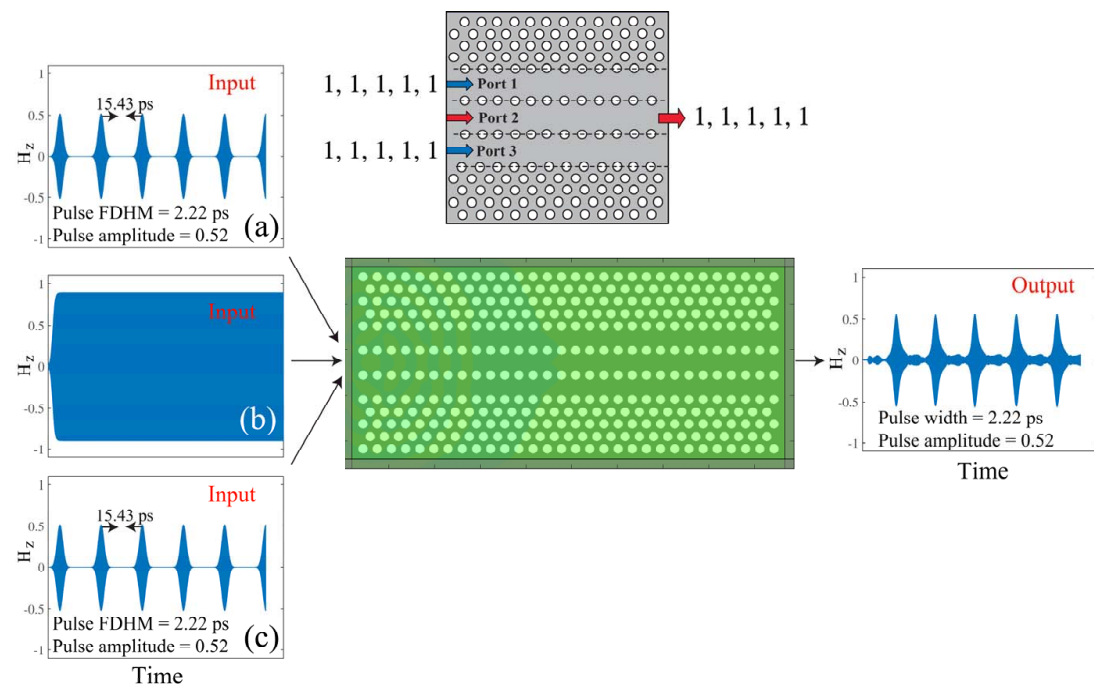 1
Input
15.43 ps
0.5
Hz
0
-0.5
Pulse FDHM = 2.22 ps
(a)
Pulse amplitude = 0.52
-1
1, 1, 1, 1, 1
Port 1
Port 2
1, 1, 1, 1, 1
1, 1, 1, 1, 1
Port 3
1
Input
0.5
Hz
0
-0.5
(b)
-1
1
Output
0.5
Hz
0
-0.5
Pulse width = 2.22 ps
Pulse amplitude = 0.52
-1
Time
1
Input
15.43 ps
0.5
Hz
0
-0.5
Pulse FDHM = 2.22 ps
(c)
Pulse amplitude = 0.52
-1
Time